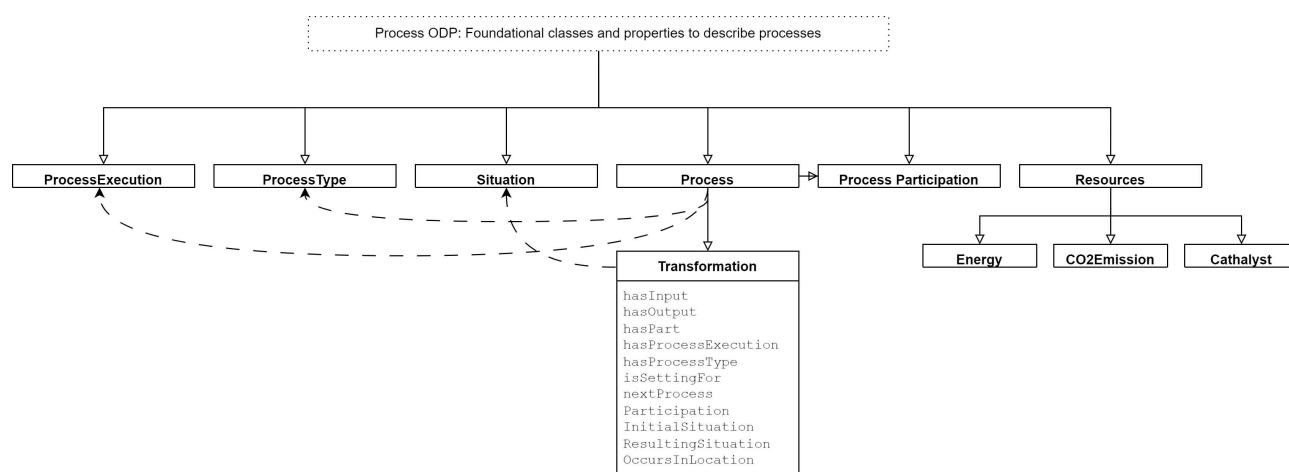 Process ODP: Foundational classes and properties to describe processes
ProcessExecution
ProcessType
Situation
Process
Process Participation
Resources
Energy
CO2Emission
Cathalyst
Transformation
hasInput
hasOutput
hasPart
hasProcessExecution
hasProcessType
isSettingFor
nextProcess
Participation
InitialSituation
ResultingSituation
OccursInLocation